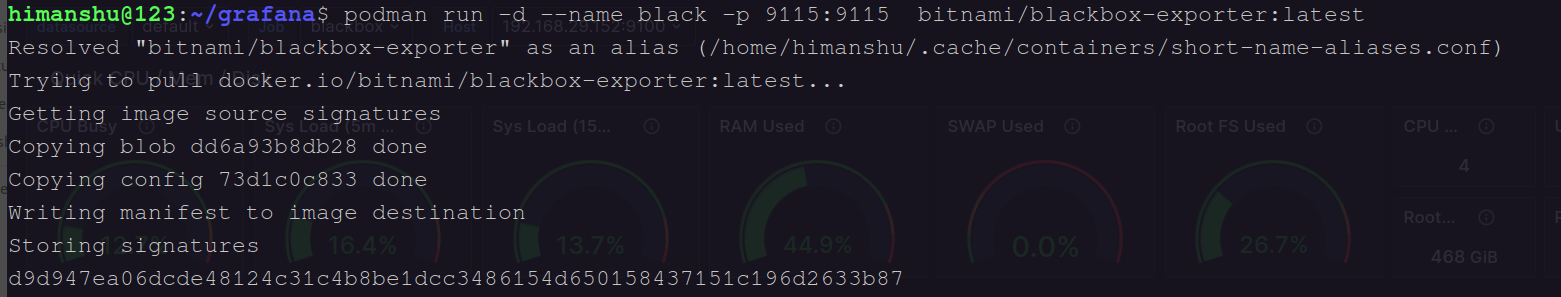 himanshu@123:~/grafana$ podman run -d --name black -p 9115:9115  bitnami/blackbox-exporter:latest
Resolved "bitnami/blackbox-exporter" as an alias (/home/himanshu/.cache/containers/short-name-aliases.conf)
Trying to pull docker.io/bitnami/blackbox-exporter:latest...
Getting image source signatures
Copying blob dd6a93b8db28 done
Copying config 73d1c0c833 done
Writing manifest to image destination
Storing signatures
d9d947ea06dcde48124c31c4b8be1dcc3486154d650158437151c196d2633b87
datasource default Job blackbox Host 192.168.29.152:9100
Quick CPU / Mem / Disk
CPU Busy Sys Load (5m ... Sys Load (15... RAM Used SWAP Used Root FS Used CPU ...
4
Root...
16.4% 13.7% 44.9% 0.0% 26.7% 468 GiB